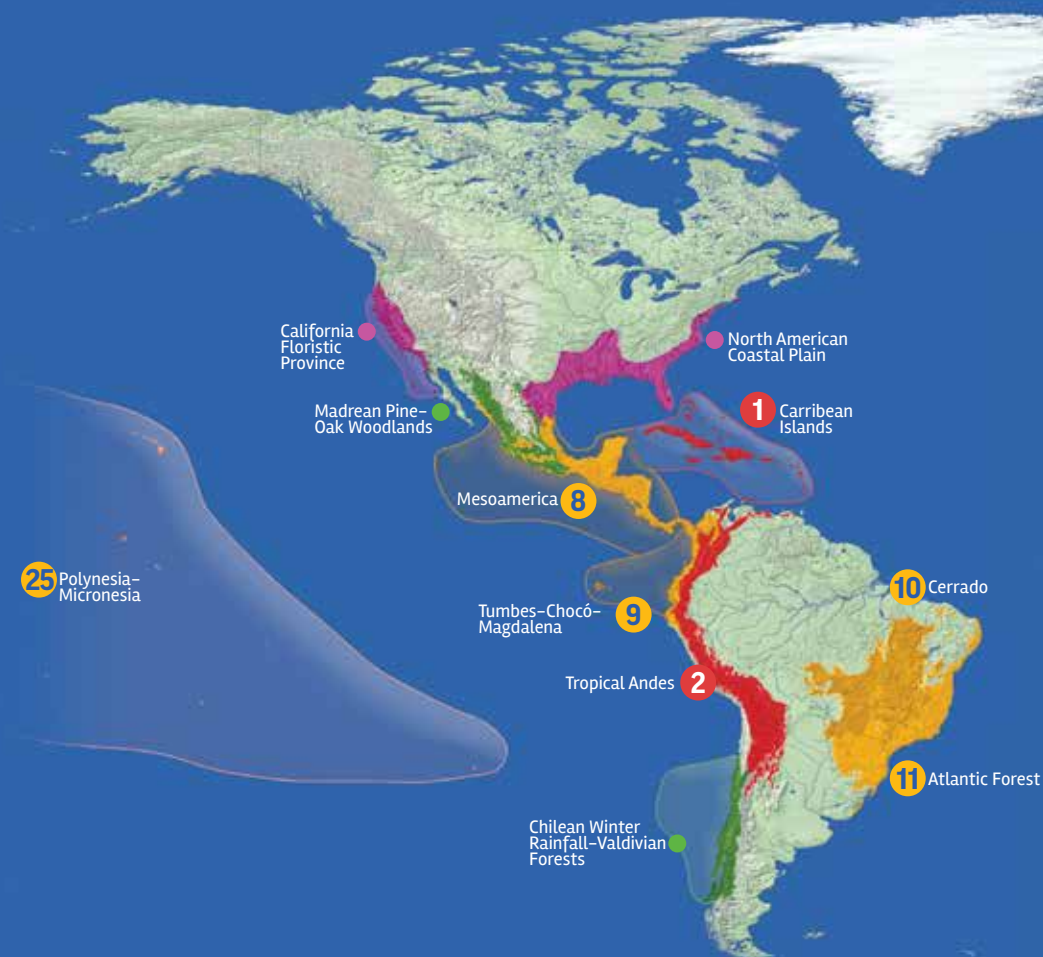 California
Floristic
Province
North American
Coastal Plain
Madrean Pine–
Oak Woodlands
1 Carribean
Islands
Mesoamerica 8
25 Polynesia–
Micronesia
10 Cerrado
Tumbes–Chocó–
Magdalena
9
Tropical Andes 2
11 Atlantic Forest
Chilean Winter
Rainfall–Valdivian
Forests